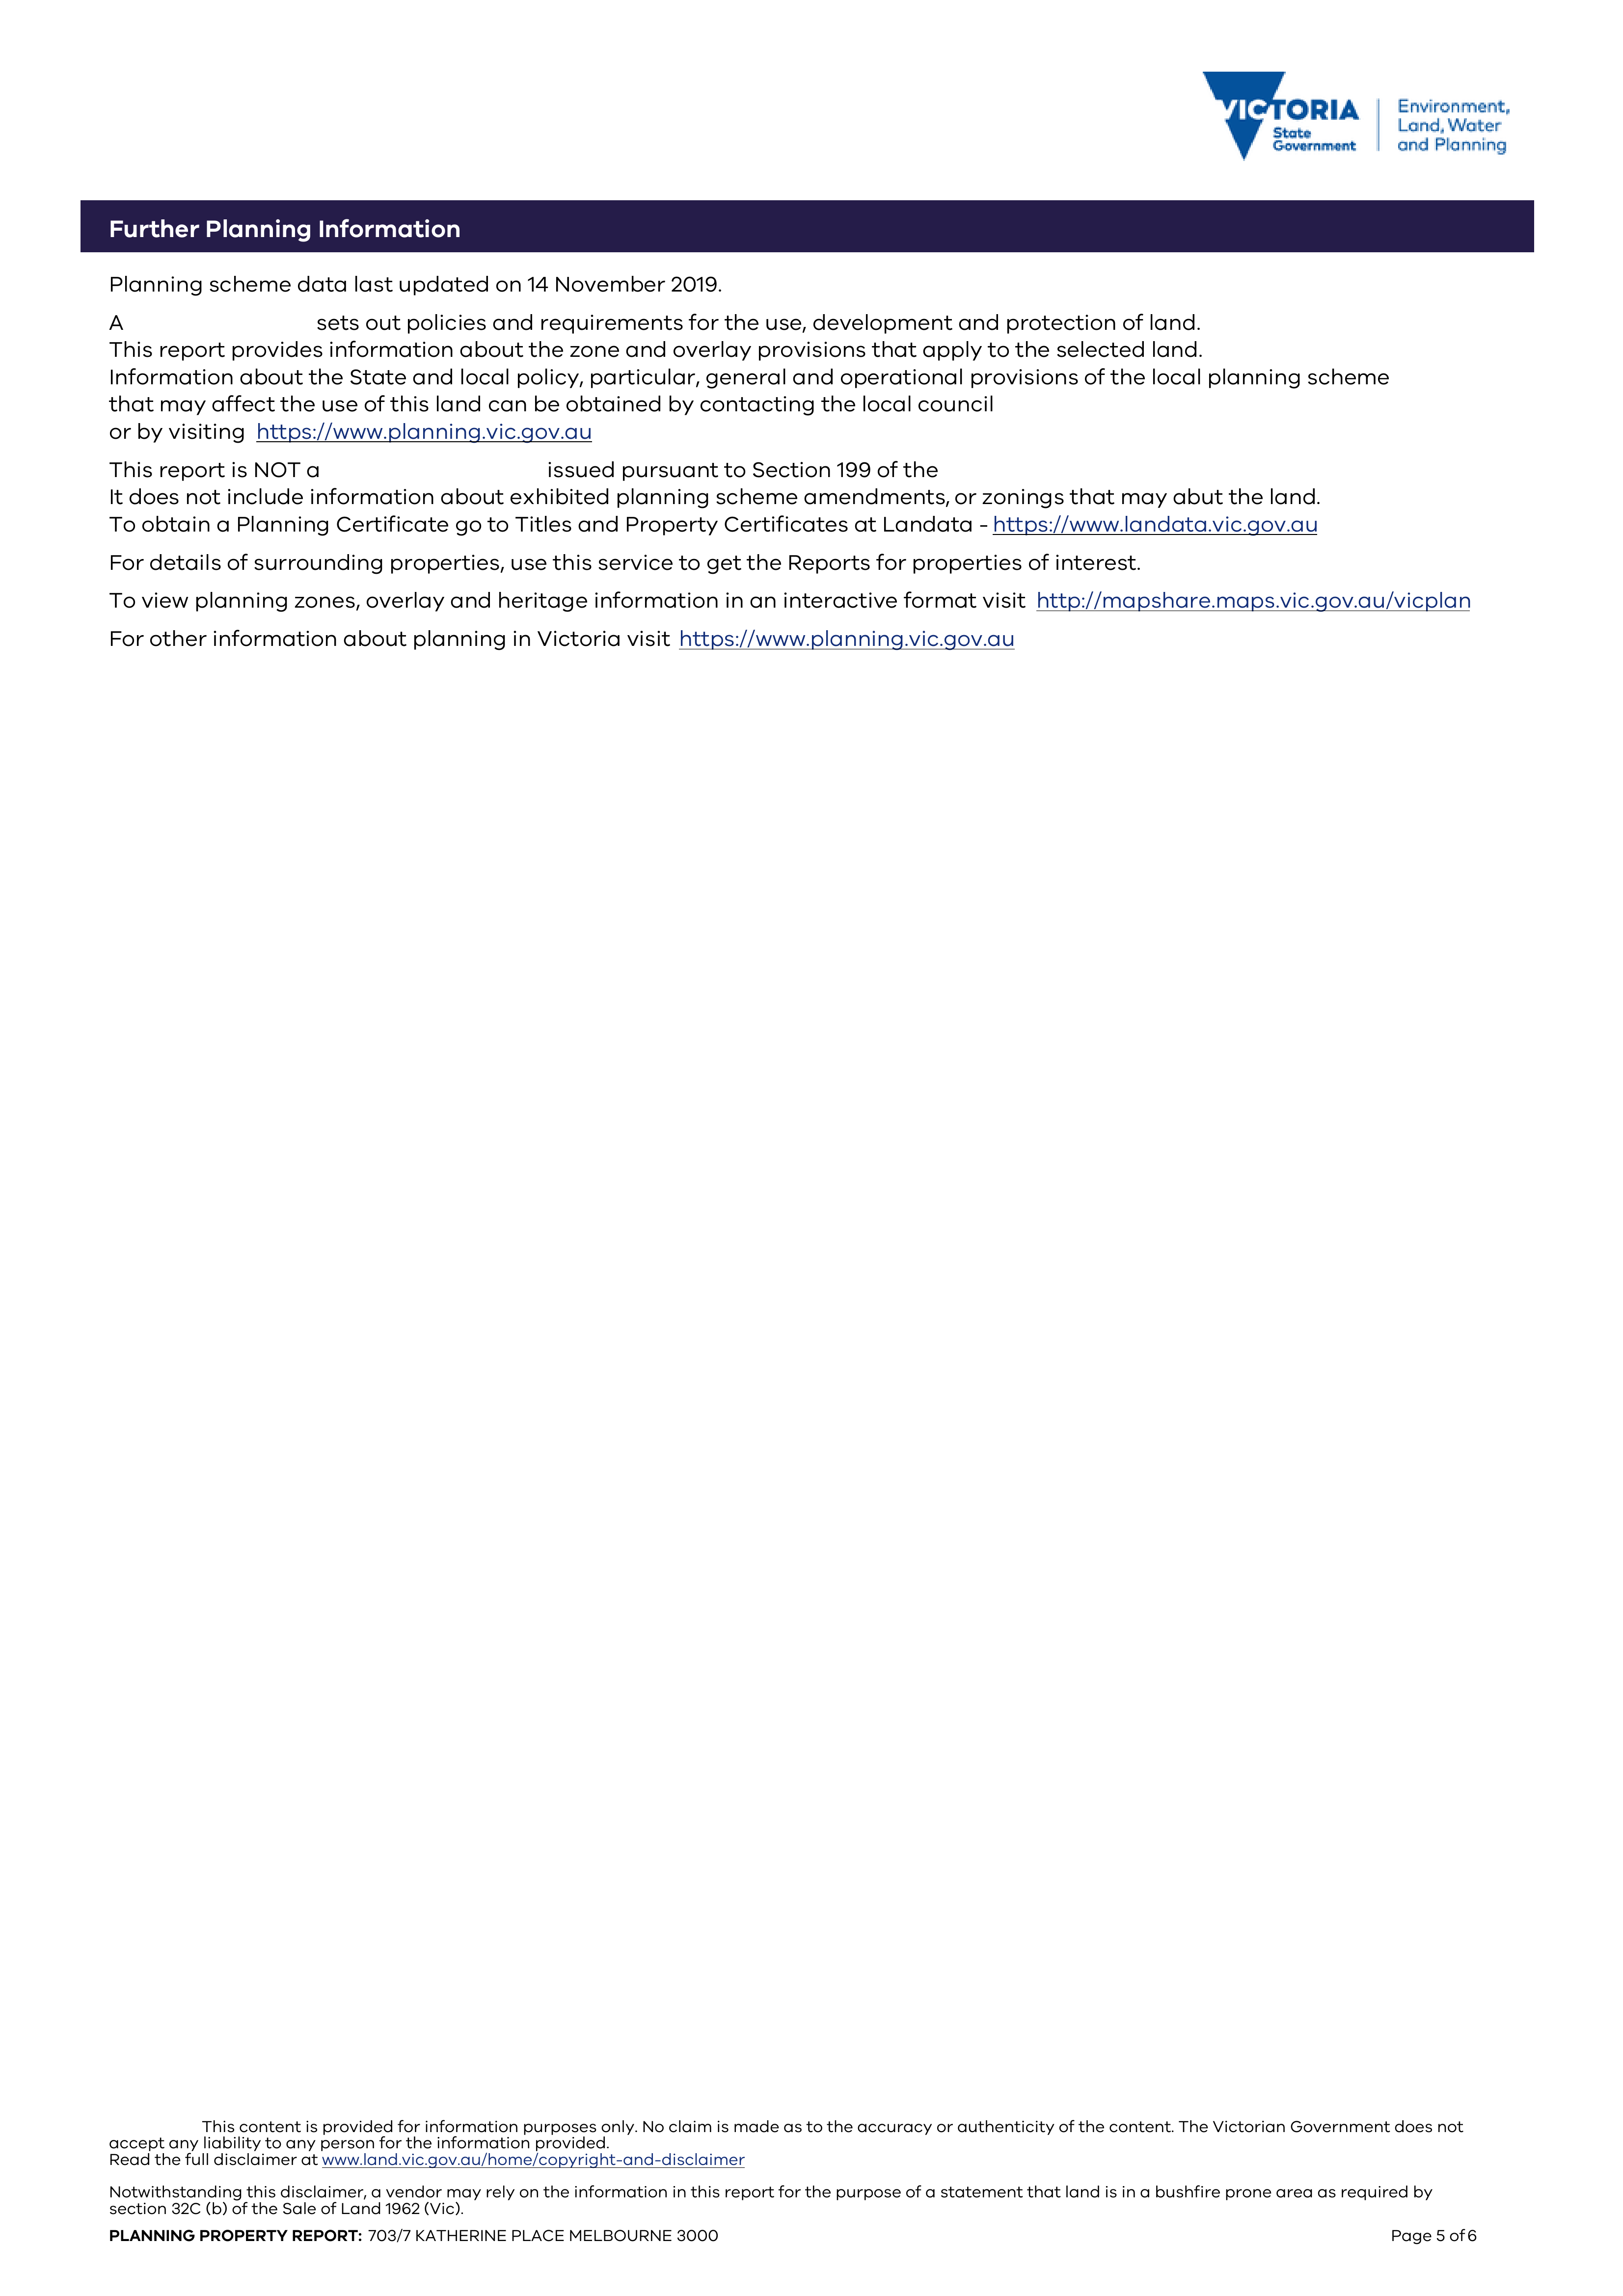 VICTORIA
State
Government
Environment,
Land, Water
and Planning
Further Planning Information
Planning scheme data last updated on 14 November 2019.
A sets out policies and requirements for the use, development and protection of land.
This report provides information about the zone and overlay provisions that apply to the selected land.
Information about the State and local policy, particular, general and operational provisions of the local planning scheme
that may affect the use of this land can be obtained by contacting the local council
or by visiting https://www.planning.vic.gov.au
This report is NOT a issued pursuant to Section 199 of the
It does not include information about exhibited planning scheme amendments, or zonings that may abut the land.
To obtain a Planning Certificate go to Titles and Property Certificates at Landata - https://www.landata.vic.gov.au
For details of surrounding properties, use this service to get the Reports for properties of interest.
To view planning zones, overlay and heritage information in an interactive format visit http://mapshare.maps.vic.gov.au/vicplan
For other information about planning in Victoria visit https://www.planning.vic.gov.au
This content is provided for information purposes only. No claim is made as to the accuracy or authenticity of the content. The Victorian Government does not
accept any liability to any person for the information provided.
Read the full disclaimer at www.land.vic.gov.au/home/copyright-and-disclaimer
Notwithstanding this disclaimer, a vendor may rely on the information in this report for the purpose of a statement that land is in a bushfire prone area as required by
section 32C (b) of the Sale of Land 1962 (Vic).
PLANNING PROPERTY REPORT: 703/7 KATHERINE PLACE MELBOURNE 3000
Page 5 of 6